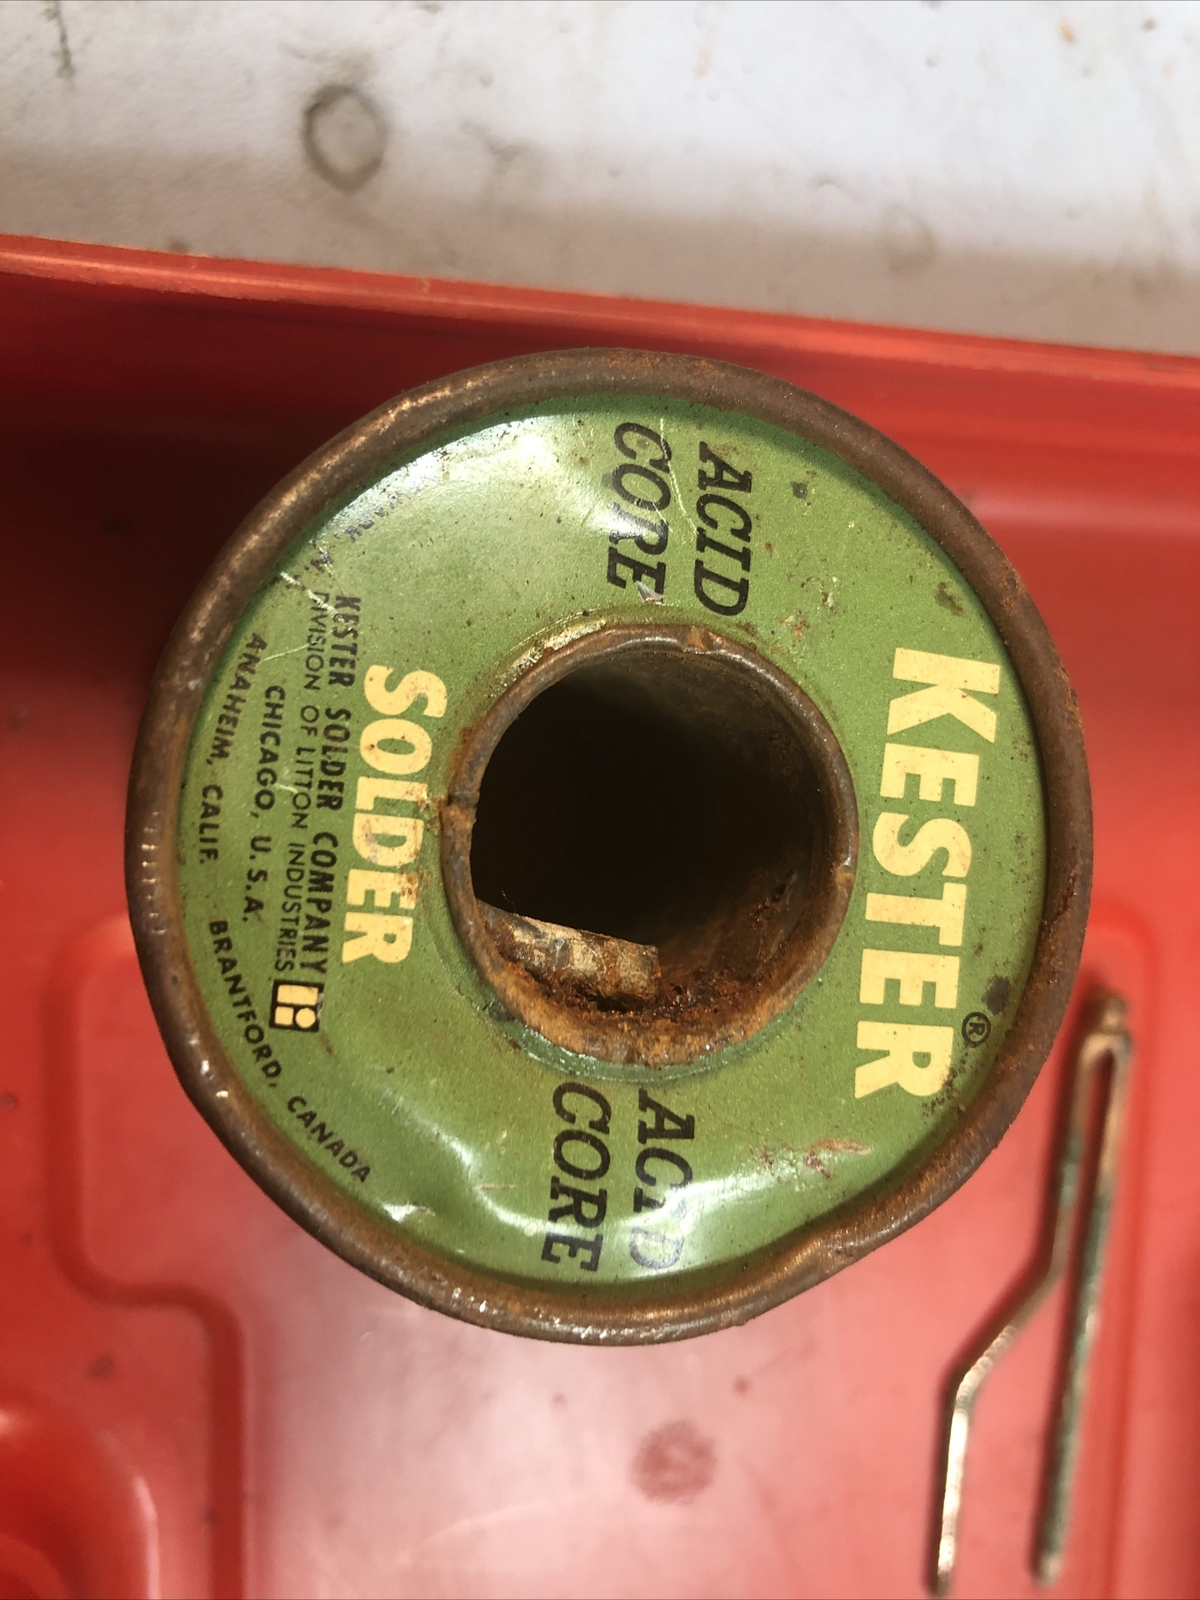 KESTER®
ACID
CORE
ACID
CORE
SOLDER
KESTER SOLDER COMPANY
DIVISION OF LITTON INDUSTRIES
CHICAGO, U.S.A.
ANAHEIM, CALIF. BRANTFORD, CANADA